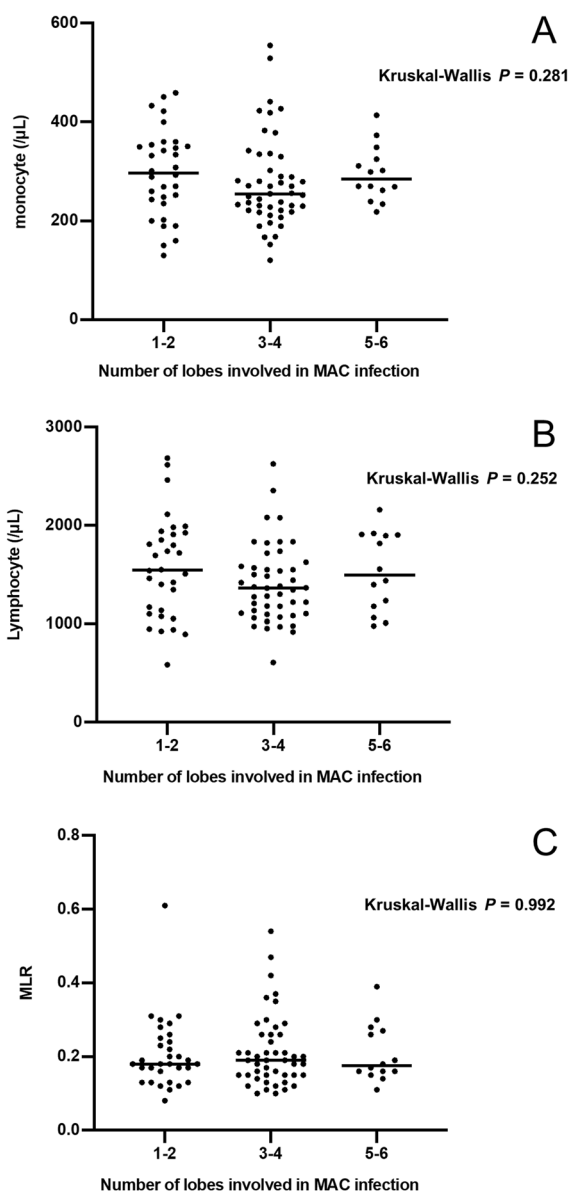 A
Kruskal-Wallis P = 0.281
monocyte (/μL)
600
400
200
0
1-2 3-4 5-6
Number of lobes involved in MAC infection
B
Kruskal-Wallis P = 0.252
Lymphocyte (/μL)
3000
2000
1000
0
1-2 3-4 5-6
Number of lobes involved in MAC infection
C
Kruskal-Wallis P = 0.992
MLR
0.8
0.6
0.4
0.2
0.0
1-2 3-4 5-6
Number of lobes involved in MAC infection